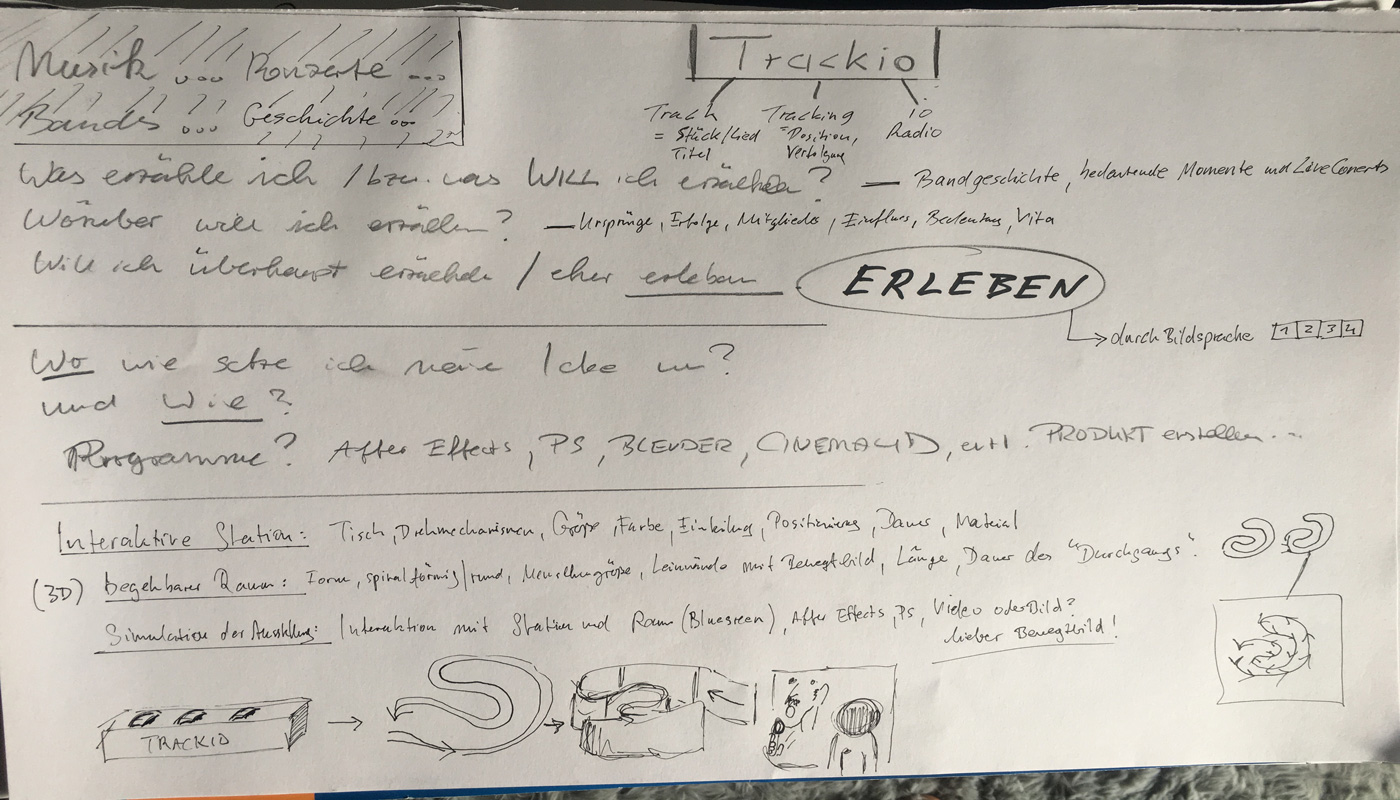 Musik ... Konzerte ...
Bandes ... Geschichte ...
Trackio
Track
= Stück/Lied
Titel
Tracking
=Position,
Verfolgung
io
Radio
Was erzähle ich / bzw. was WILL ich erzählen?
— Bandgeschichte, bedeutende Momente und LiveConcerts
Worüber will ich erzählen?
— Ursprünge, Erfolge, Mitglieder, Einfluss, Bedeutung, Vita
Will ich überhaupt erzählen / eher erleben
ERLEBEN
durch Bildsprache 1 2 3 4
Wo wie setze ich meine Idee um?
und Wie?
Programme? After Effects, PS, BLENDER, CINEMA4D, evtl. PRODUKT erstellen...
Interaktive Station: Tisch, Drehmechanismen, Größe, Farbe, Einteilung, Positionierung, Dauer, Material
(3D) begehbarer Raum: Form, spiralförmig/rund, Menschengröße, Leinwände mit Bewegtbild, Länge, Dauer des "Durchgangs".
Simulation der Ausstellung: Interaktion mit Station und Raum (Bluegreen), After Effects, Ps, Video oder Bild?
lieber Bewegtbild!
TRACKIO